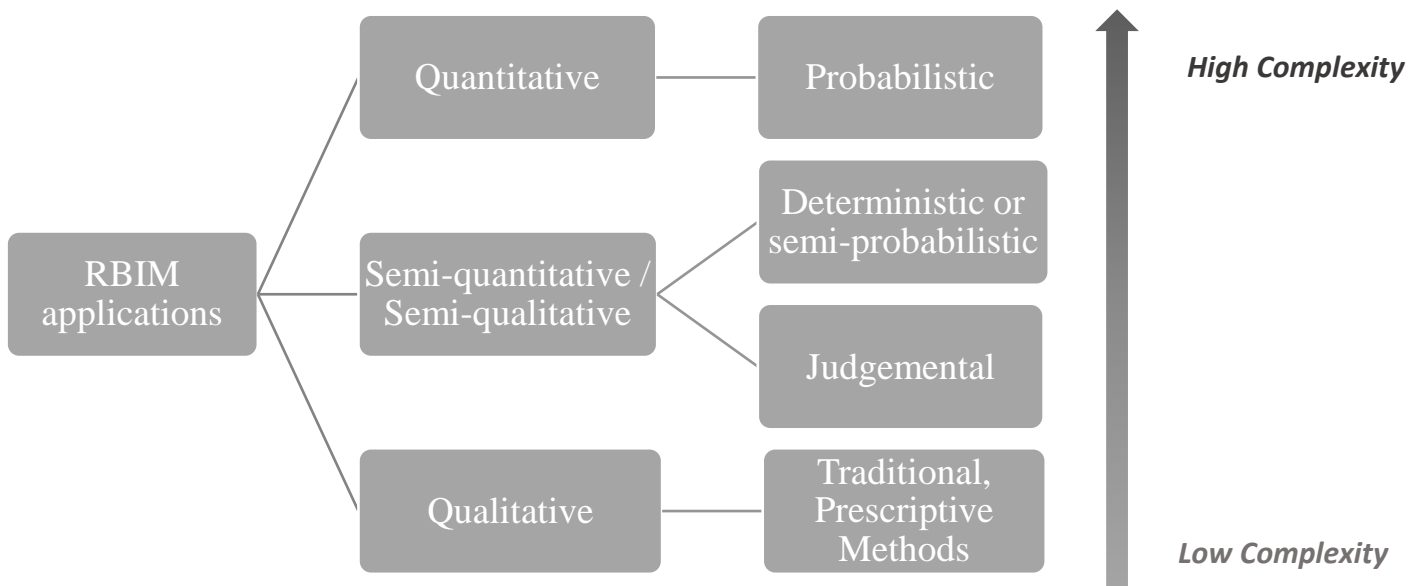 Quantitative
Probabilistic
High Complexity
RBIM
applications
Semi-quantitative /
Semi-qualitative
Deterministic or
semi-probabilistic
Judgemental
Qualitative
Traditional,
Prescriptive
Methods
Low Complexity